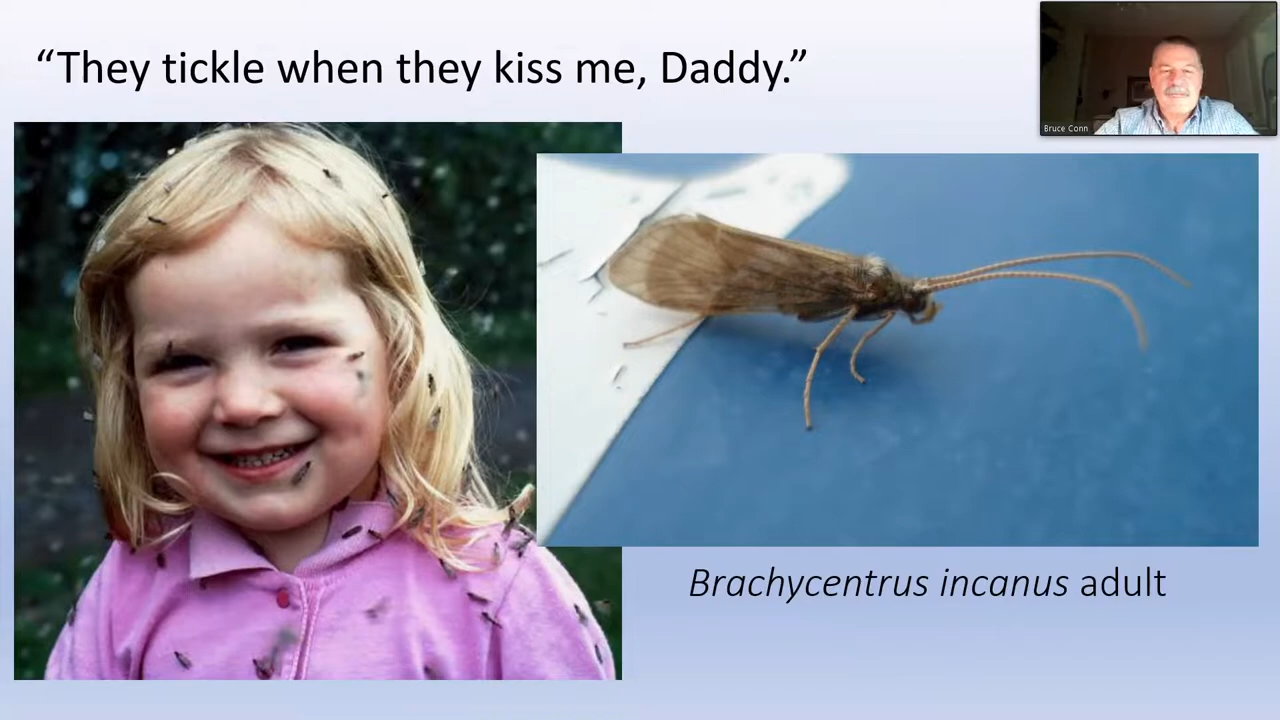 “They tickle when they kiss me, Daddy.”
Bruce Conn
Brachycentrus incanus adult